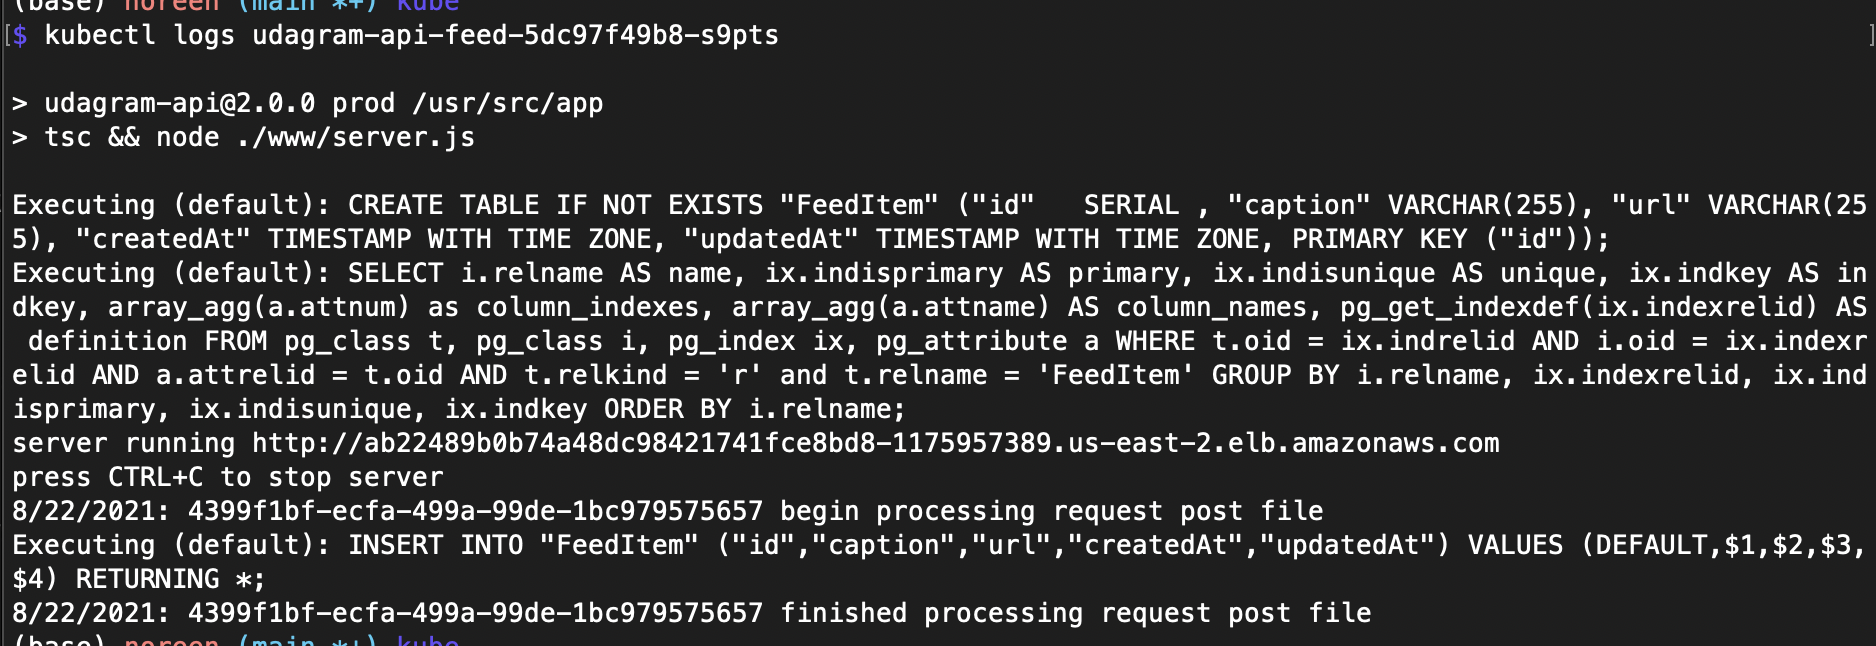 (base) noreen (main *+) kube
[$ kubectl logs udagram-api-feed-5dc97f49b8-s9pts ]
> udagram-api@2.0.0 prod /usr/src/app
> tsc && node ./www/server.js
Executing (default): CREATE TABLE IF NOT EXISTS "FeedItem" ("id"   SERIAL , "caption" VARCHAR(255), "url" VARCHAR(25
5), "createdAt" TIMESTAMP WITH TIME ZONE, "updatedAt" TIMESTAMP WITH TIME ZONE, PRIMARY KEY ("id"));
Executing (default): SELECT i.relname AS name, ix.indisprimary AS primary, ix.indisunique AS unique, ix.indkey AS in
dkey, array_agg(a.attnum) as column_indexes, array_agg(a.attname) AS column_names, pg_get_indexdef(ix.indexrelid) AS
 definition FROM pg_class t, pg_class i, pg_index ix, pg_attribute a WHERE t.oid = ix.indrelid AND i.oid = ix.indexr
elid AND a.attrelid = t.oid AND t.relkind = 'r' and t.relname = 'FeedItem' GROUP BY i.relname, ix.indexrelid, ix.ind
isprimary, ix.indisunique, ix.indkey ORDER BY i.relname;
server running http://ab22489b0b74a48dc98421741fce8bd8-1175957389.us-east-2.elb.amazonaws.com
press CTRL+C to stop server
8/22/2021: 4399f1bf-ecfa-499a-99de-1bc979575657 begin processing request post file
Executing (default): INSERT INTO "FeedItem" ("id","caption","url","createdAt","updatedAt") VALUES (DEFAULT,$1,$2,$3,
$4) RETURNING *;
8/22/2021: 4399f1bf-ecfa-499a-99de-1bc979575657 finished processing request post file
(base) noreen (main *+) kube